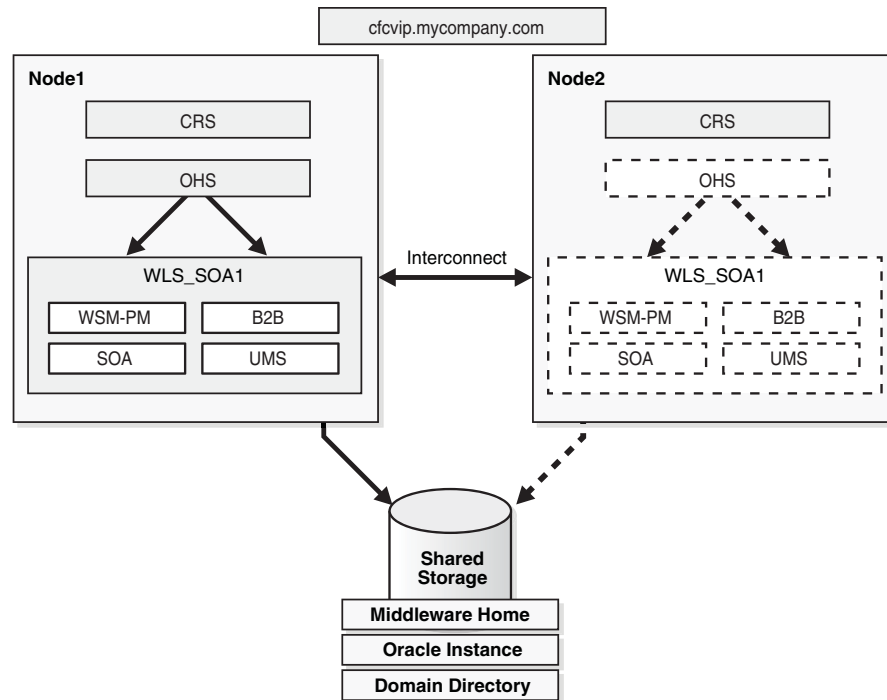 cfcvip.mycompany.com
Node1
CRS
OHS
WLS_SOA1
WSM-PM
B2B
SOA
UMS
Interconnect
Node2
CRS
OHS
WLS_SOA1
WSM-PM
B2B
SOA
UMS
Shared
Storage
Middleware Home
Oracle Instance
Domain Directory